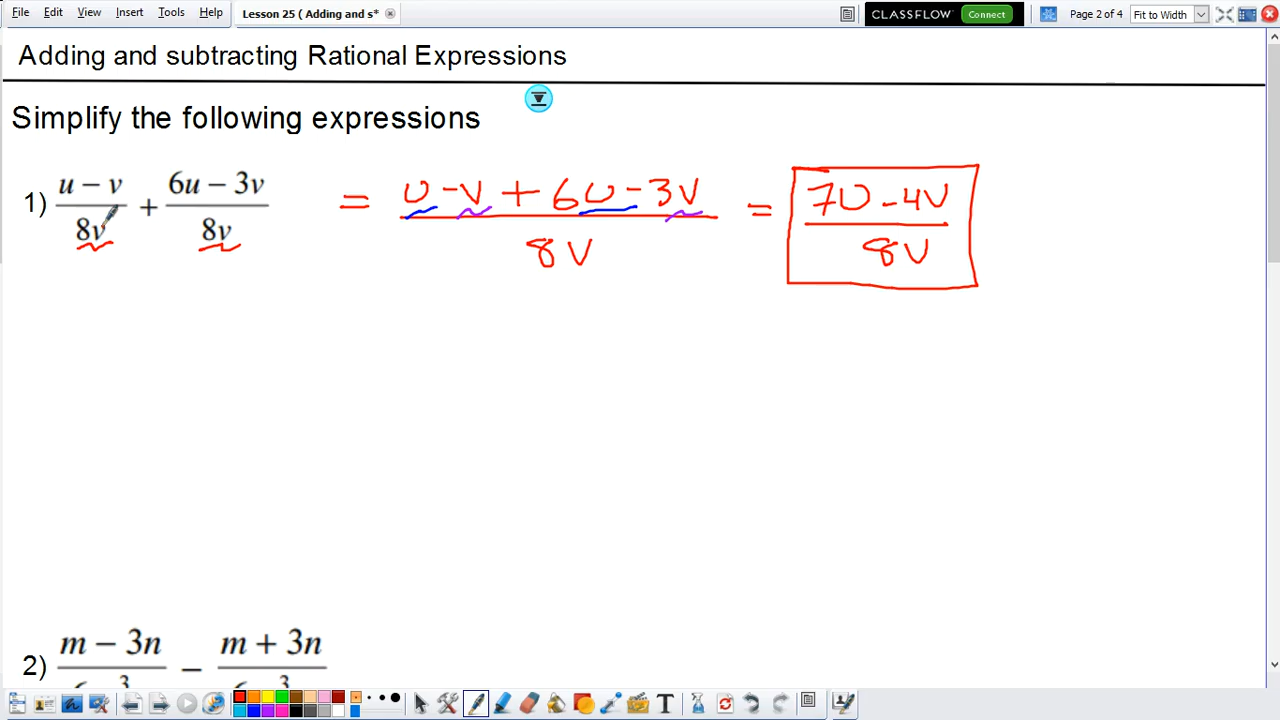 File Edit View Insert Tools Help Lesson 25 ( Adding and s* CLASSFLOW Connect Page 2 of 4 Fit to Width
Adding and subtracting Rational Expressions
Simplify the following expressions
1) (u − v)/(8v) + (6u − 3v)/(8v) = (U - V + 6U - 3V)/(8V) = (7U - 4V)/(8V)
2) (m − 3n)/ − (m + 3n)/